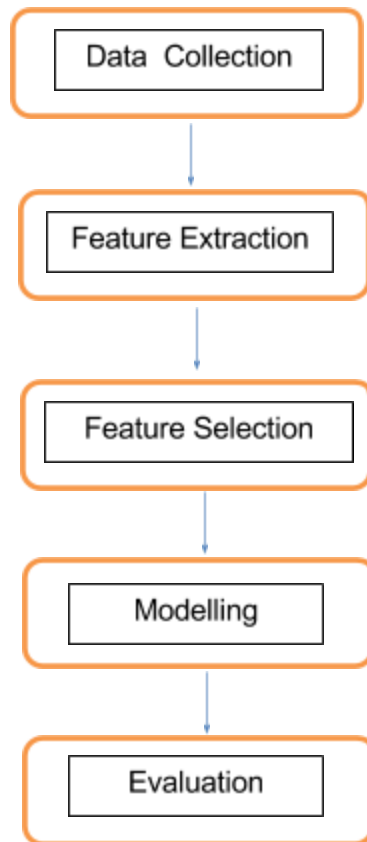 Data Collection
Feature Extraction
Feature Selection
Modelling
Evaluation